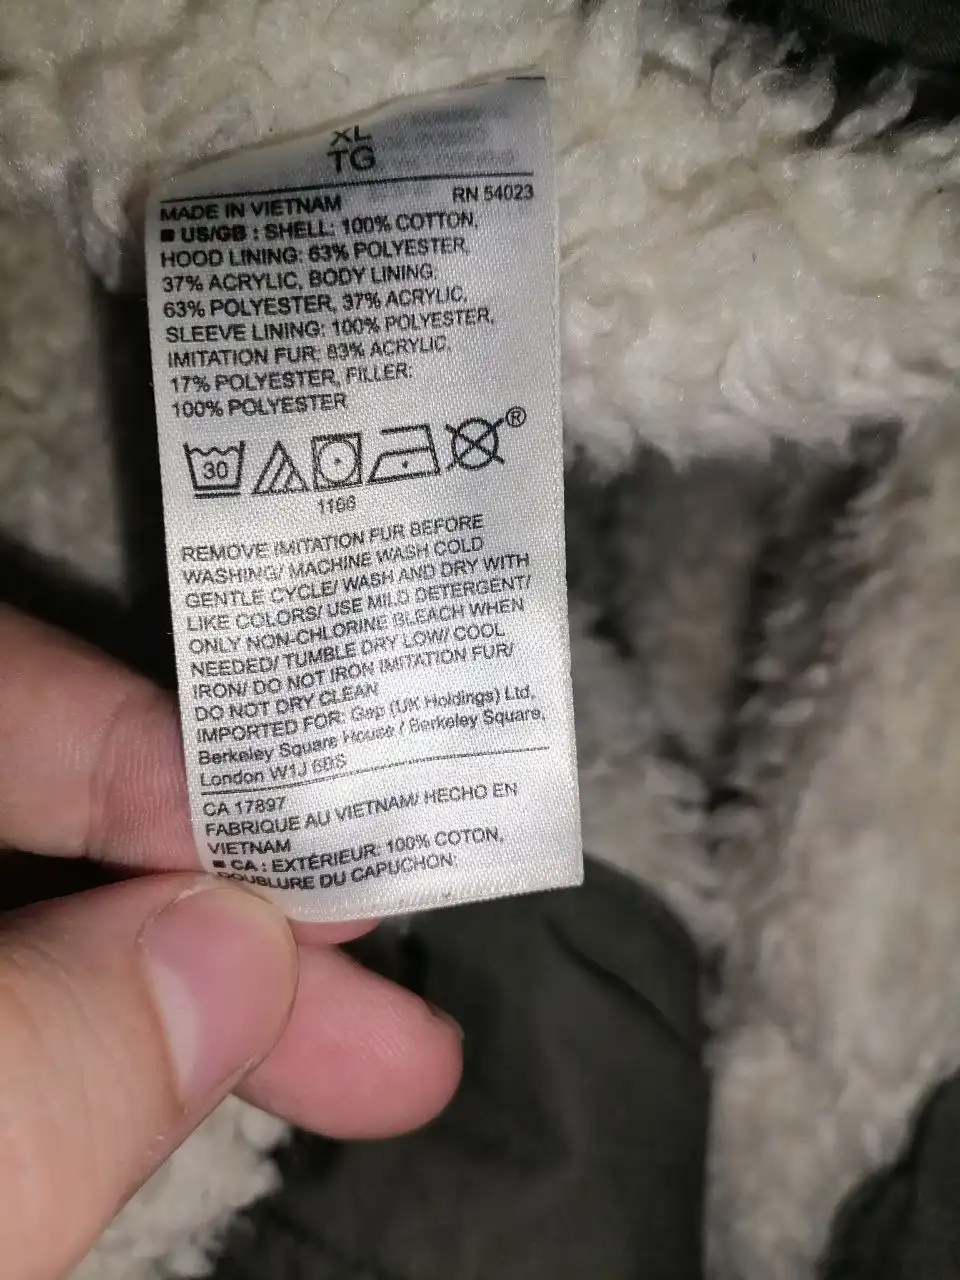 XL
TG
RN 54023
MADE IN VIETNAM
■ US/GB : SHELL: 100% COTTON,
HOOD LINING: 63% POLYESTER,
37% ACRYLIC, BODY LINING:
63% POLYESTER, 37% ACRYLIC,
SLEEVE LINING: 100% POLYESTER,
IMITATION FUR: 83% ACRYLIC,
17% POLYESTER, FILLER:
100% POLYESTER
30
®
1166
REMOVE IMITATION FUR BEFORE
WASHING/ MACHINE WASH COLD
GENTLE CYCLE/ WASH AND DRY WITH
LIKE COLORS/ USE MILD DETERGENT/
ONLY NON-CHLORINE BLEACH WHEN
NEEDED/ TUMBLE DRY LOW/ COOL
IRON/ DO NOT IRON IMITATION FUR/
DO NOT DRY CLEAN
IMPORTED FOR: Gap (UK Holdings) Ltd,
Berkeley Square House / Berkeley Square,
London W1J 6BS
CA 17897
FABRIQUE AU VIETNAM/ HECHO EN
VIETNAM
■ CA : EXTÉRIEUR: 100% COTON,
DOUBLURE DU CAPUCHON: